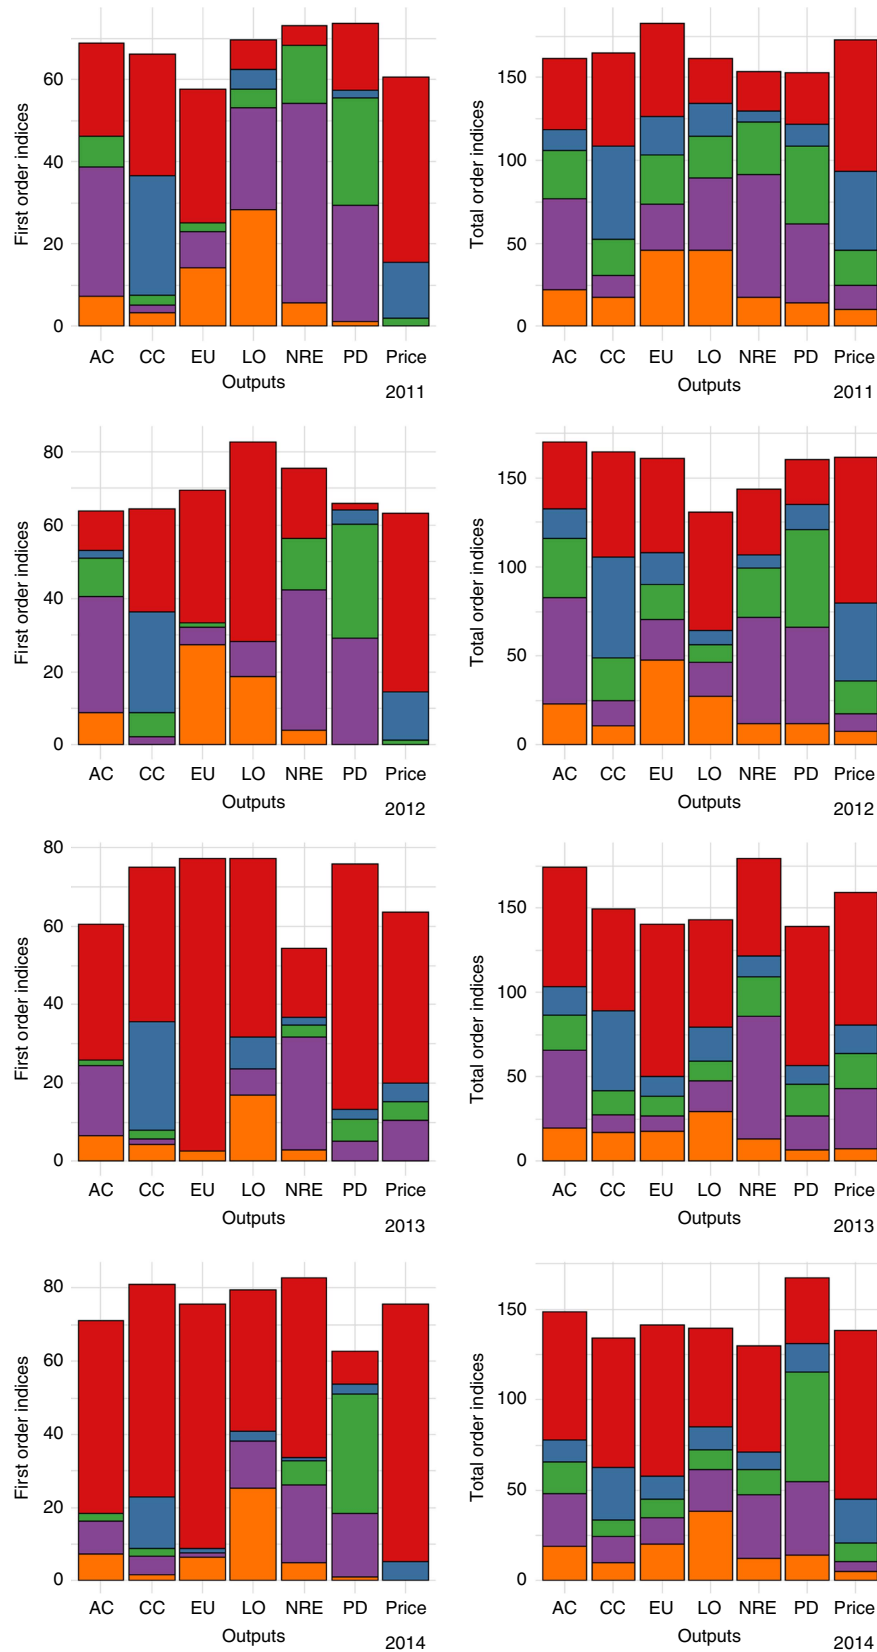 First order indices
60
40
20
0
AC CC EU LO NRE PD Price
Outputs
2011
Total order indices
150
100
50
0
AC CC EU LO NRE PD Price
Outputs
2011
First order indices
80
60
40
20
0
AC CC EU LO NRE PD Price
Outputs
2012
Total order indices
150
100
50
0
AC CC EU LO NRE PD Price
Outputs
2012
First order indices
80
60
40
20
0
AC CC EU LO NRE PD Price
Outputs
2013
Total order indices
150
100
50
0
AC CC EU LO NRE PD Price
Outputs
2013
First order indices
80
60
40
20
0
AC CC EU LO NRE PD Price
Outputs
2014
Total order indices
150
100
50
0
AC CC EU LO NRE PD Price
Outputs
2014